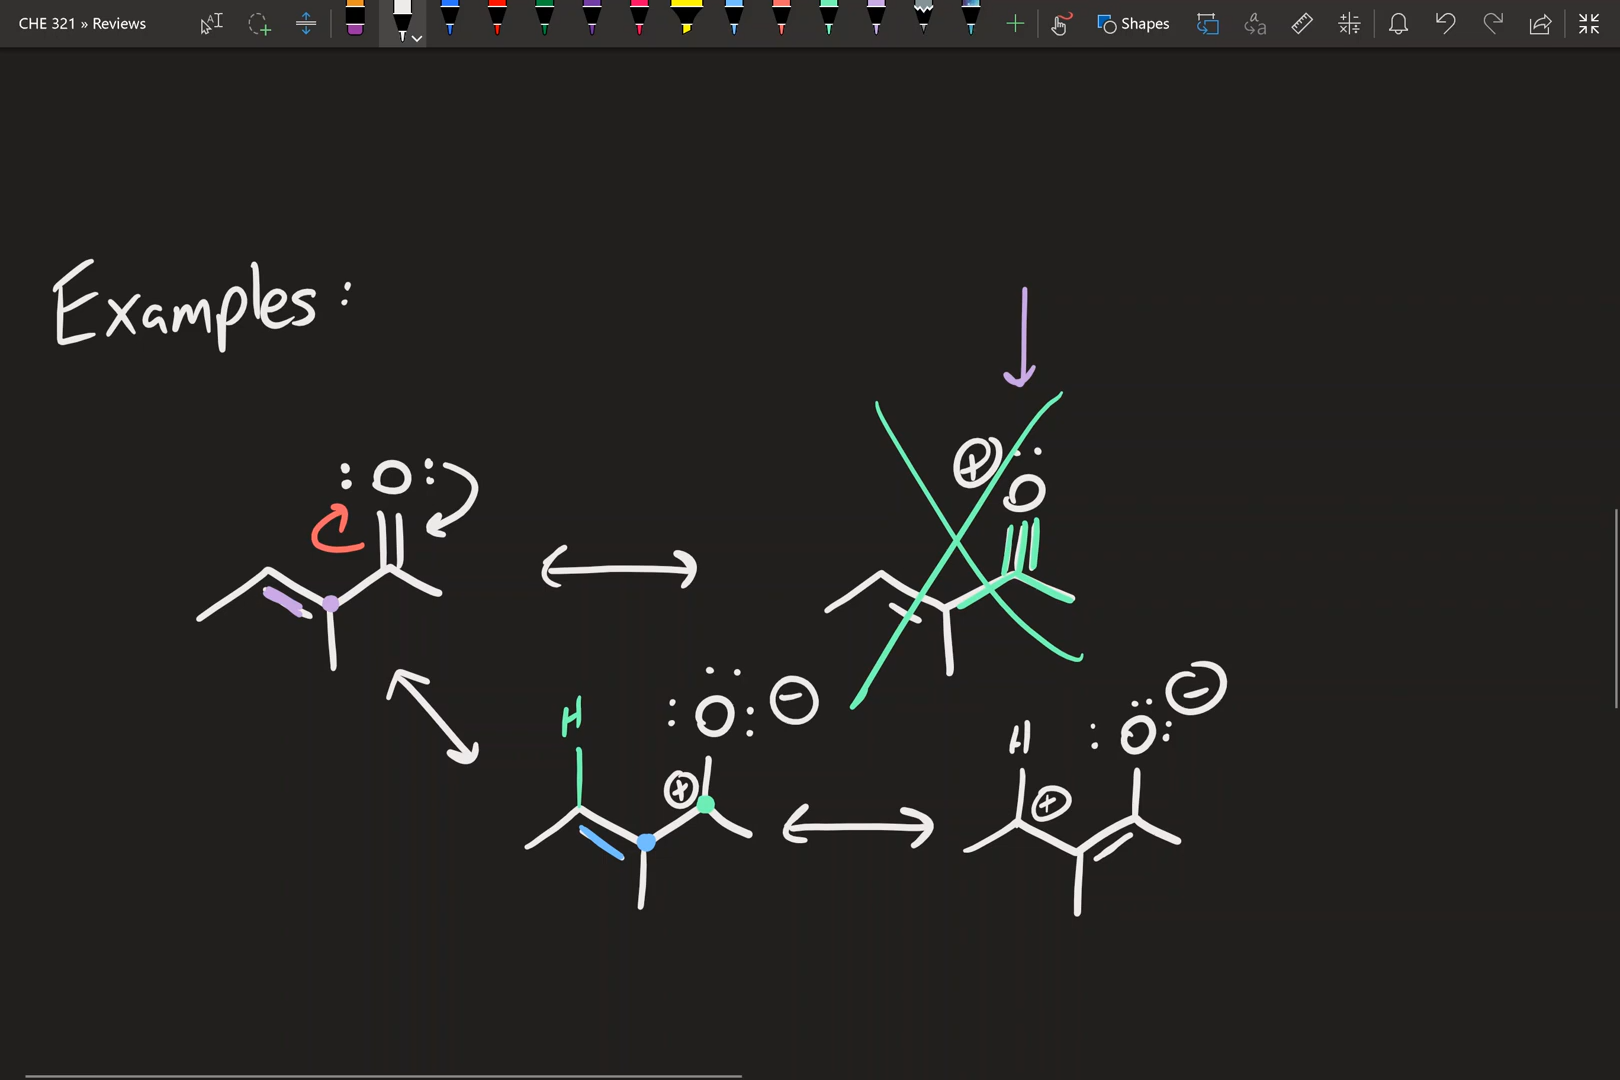 CHE 321 » Reviews
Shapes
Examples:
⊕
:O:
O
:O: ⊖
H
⊕
H
:O: ⊖
⊕